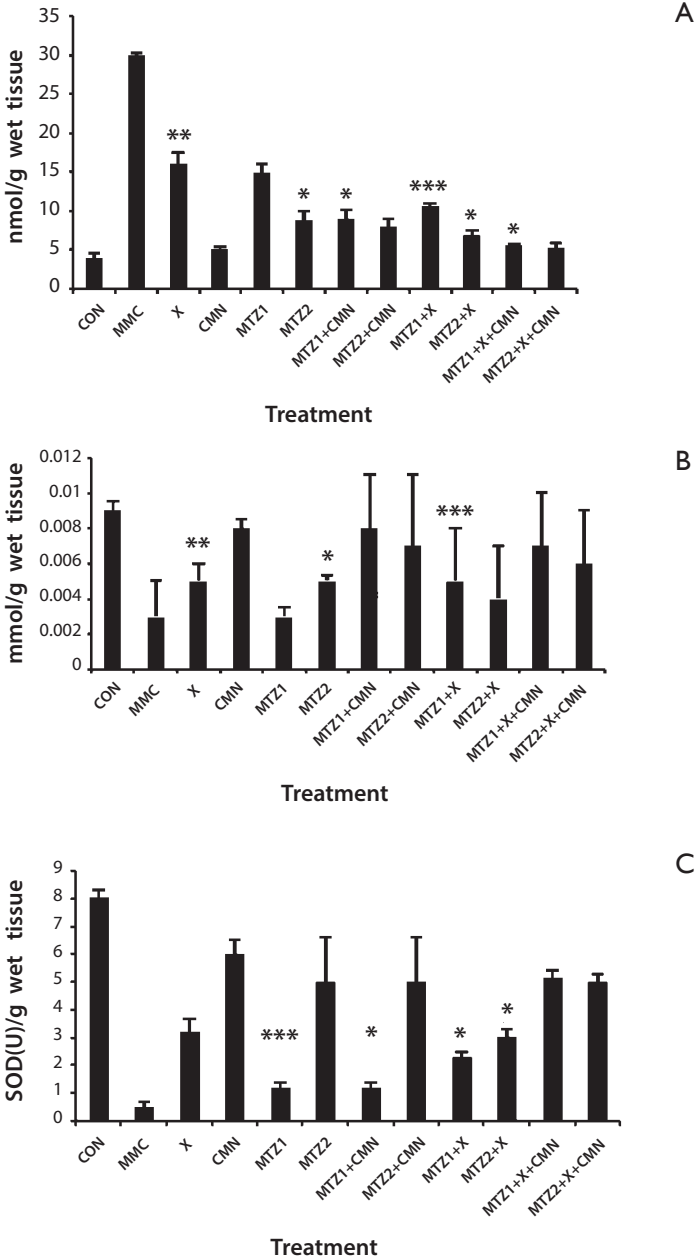 A
nmol/g wet tissue
35
30
25
20
15
10
5
0
**
*
*
***
*
*
CON
MMC
X
CMN
MTZ1
MTZ2
MTZ1+CMN
MTZ2+CMN
MTZ1+X
MTZ2+X
MTZ1+X+CMN
MTZ2+X+CMN
Treatment
B
mmol/g wet tissue
0.012
0.01
0.008
0.006
0.004
0.002
0
**
*
***
CON
MMC
X
CMN
MTZ1
MTZ2
MTZ1+CMN
MTZ2+CMN
MTZ1+X
MTZ2+X
MTZ1+X+CMN
MTZ2+X+CMN
Treatment
C
SOD(U)/g wet tissue
9
8
7
6
5
4
3
2
1
0
***
*
*
*
CON
MMC
X
CMN
MTZ1
MTZ2
MTZ1+CMN
MTZ2+CMN
MTZ1+X
MTZ2+X
MTZ1+X+CMN
MTZ2+X+CMN
Treatment